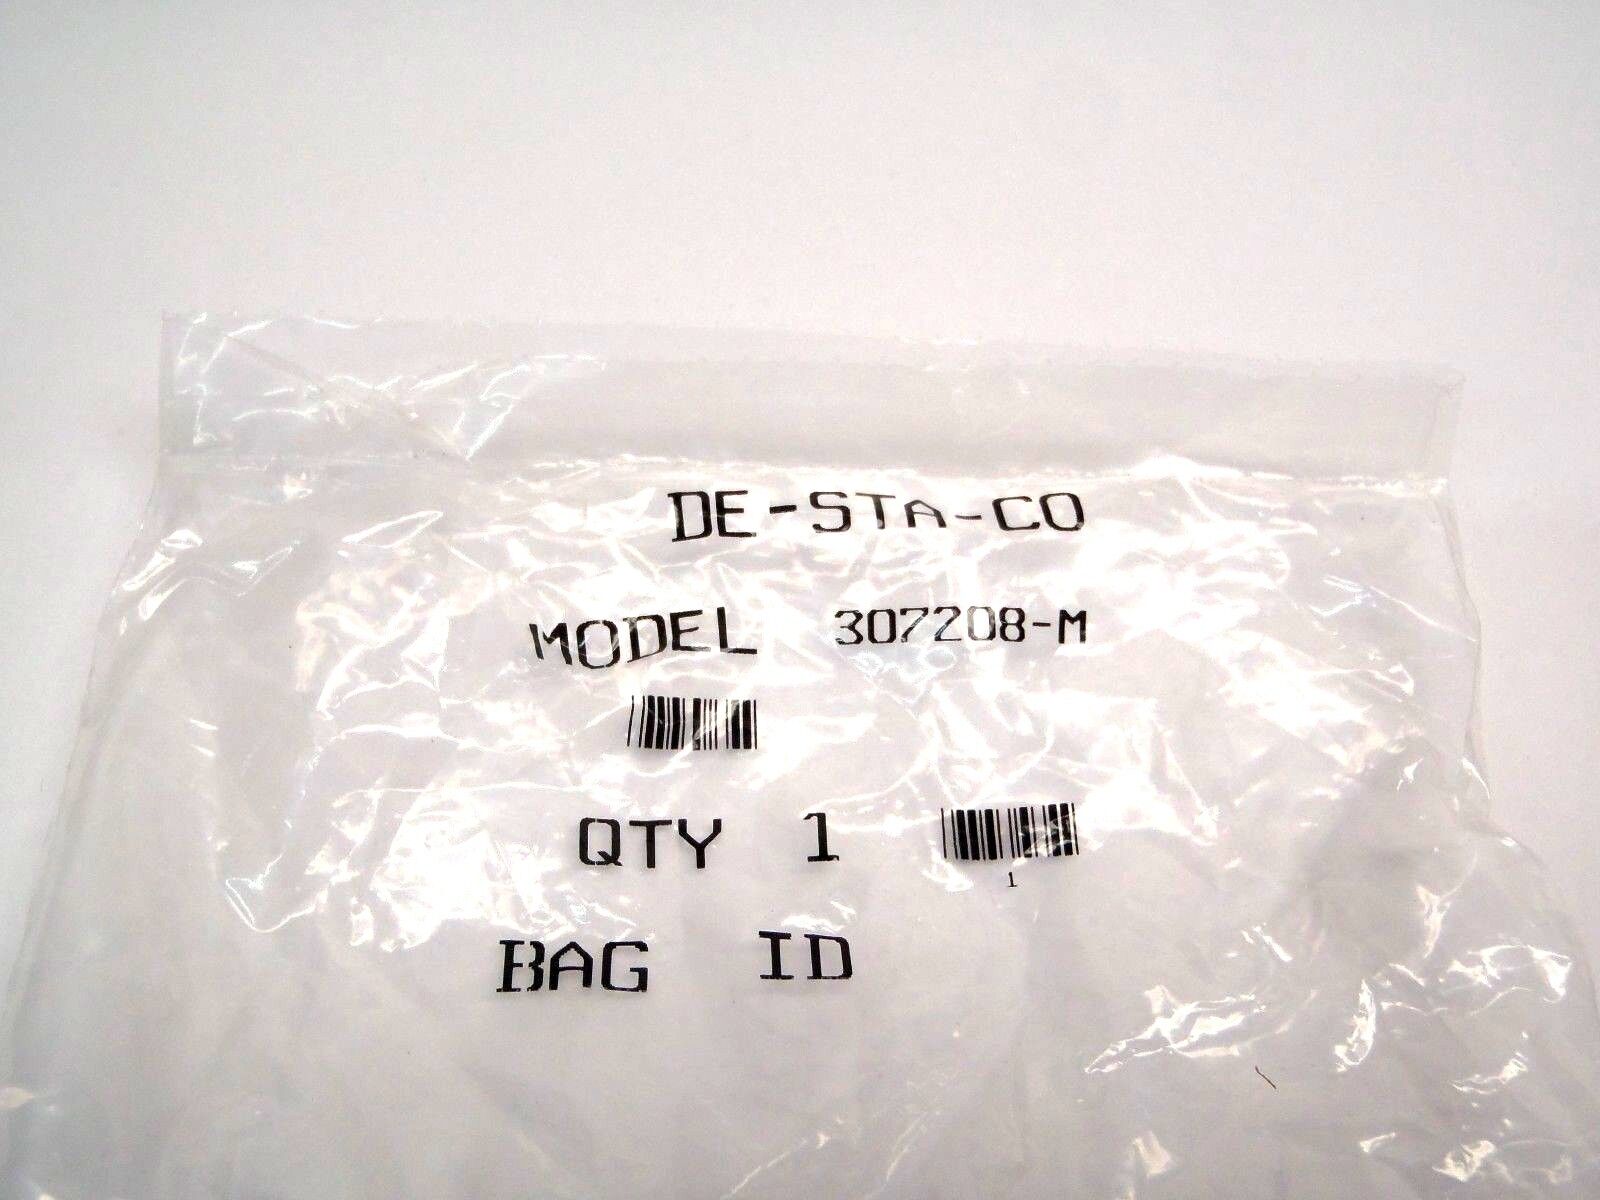 DE-STA-CO
MODEL 307208-M
QTY 1
1
BAG ID